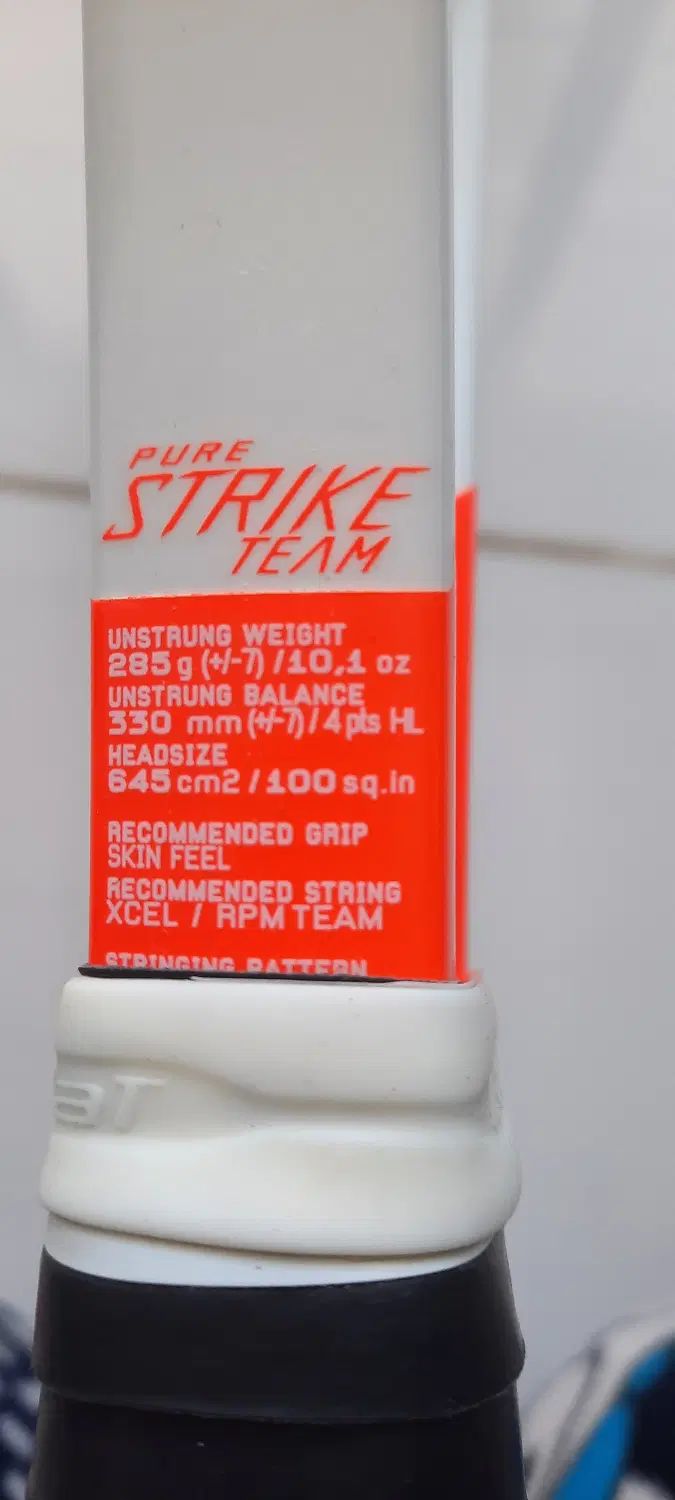 PURE
STRIKE
TEAM
UNSTRUNG WEIGHT
285 g (+/-7) / 10.1 oz
UNSTRUNG BALANCE
330 mm (+/-7) / 4 pts HL
HEADSIZE
645 cm2 / 100 sq.in
RECOMMENDED GRIP
SKIN FEEL
RECOMMENDED STRING
XCEL / RPM TEAM
STRINGING PATTERN